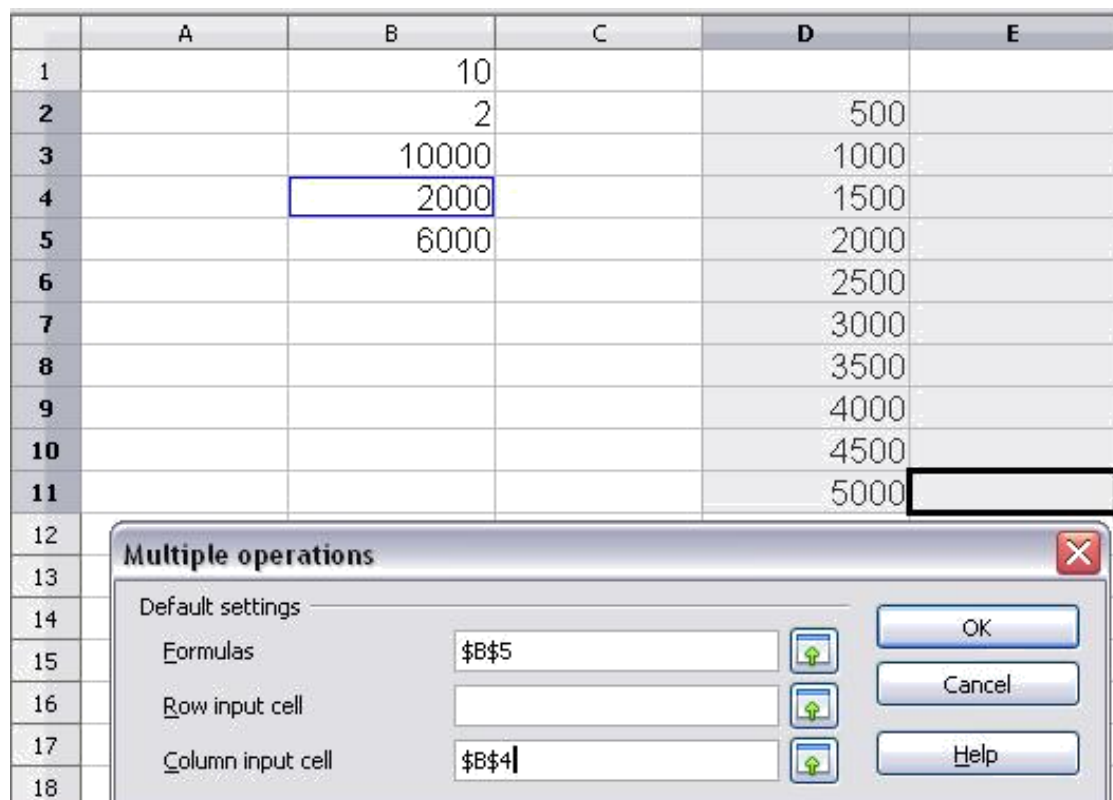 A B C D E
1 10
2 2 500
3 10000 1000
4 2000 1500
5 6000 2000
6 2500
7 3000
8 3500
9 4000
10 4500
11 5000
12
Multiple operations
13
Default settings
14
OK
Formulas $B$5
15
Cancel
16 Row input cell
17
Column input cell $B$4 Help
18